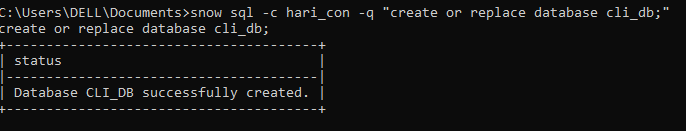 C:\Users\DELL\Documents>snow sql -c hari_con -q "create or replace database cli_db;"
create or replace database cli_db;
+--------------------------------------+
| status                               |
|--------------------------------------|
| Database CLI_DB successfully created. |
+--------------------------------------+